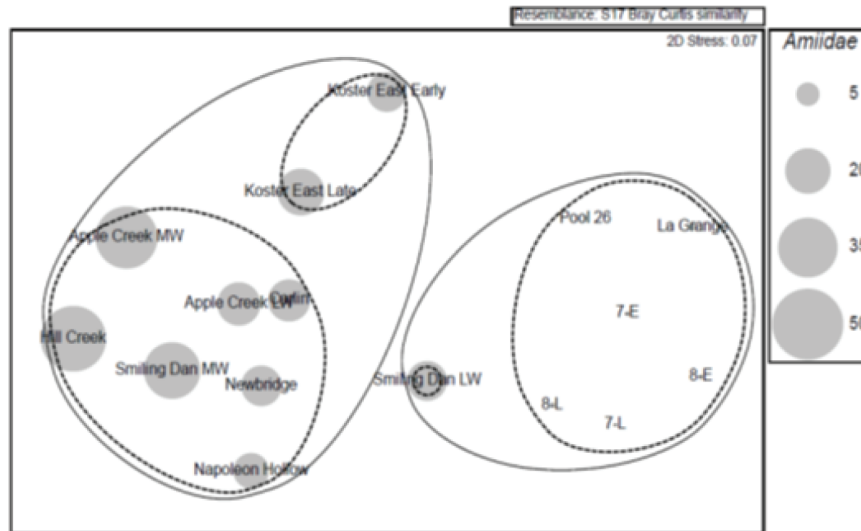 Resemblance: S17 Bray Curtis similarity
2D Stress: 0.07
Amiidae
5
20
35
50
Koster East Early
Koster East Late
Apple Creek MW
Apple Creek LW
Hill Creek
Smiling Dan MW
Newbridge
Napoleon Hollow
Smiling Dan LW
Pool 26
La Grange
7-E
8-E
8-L
7-L